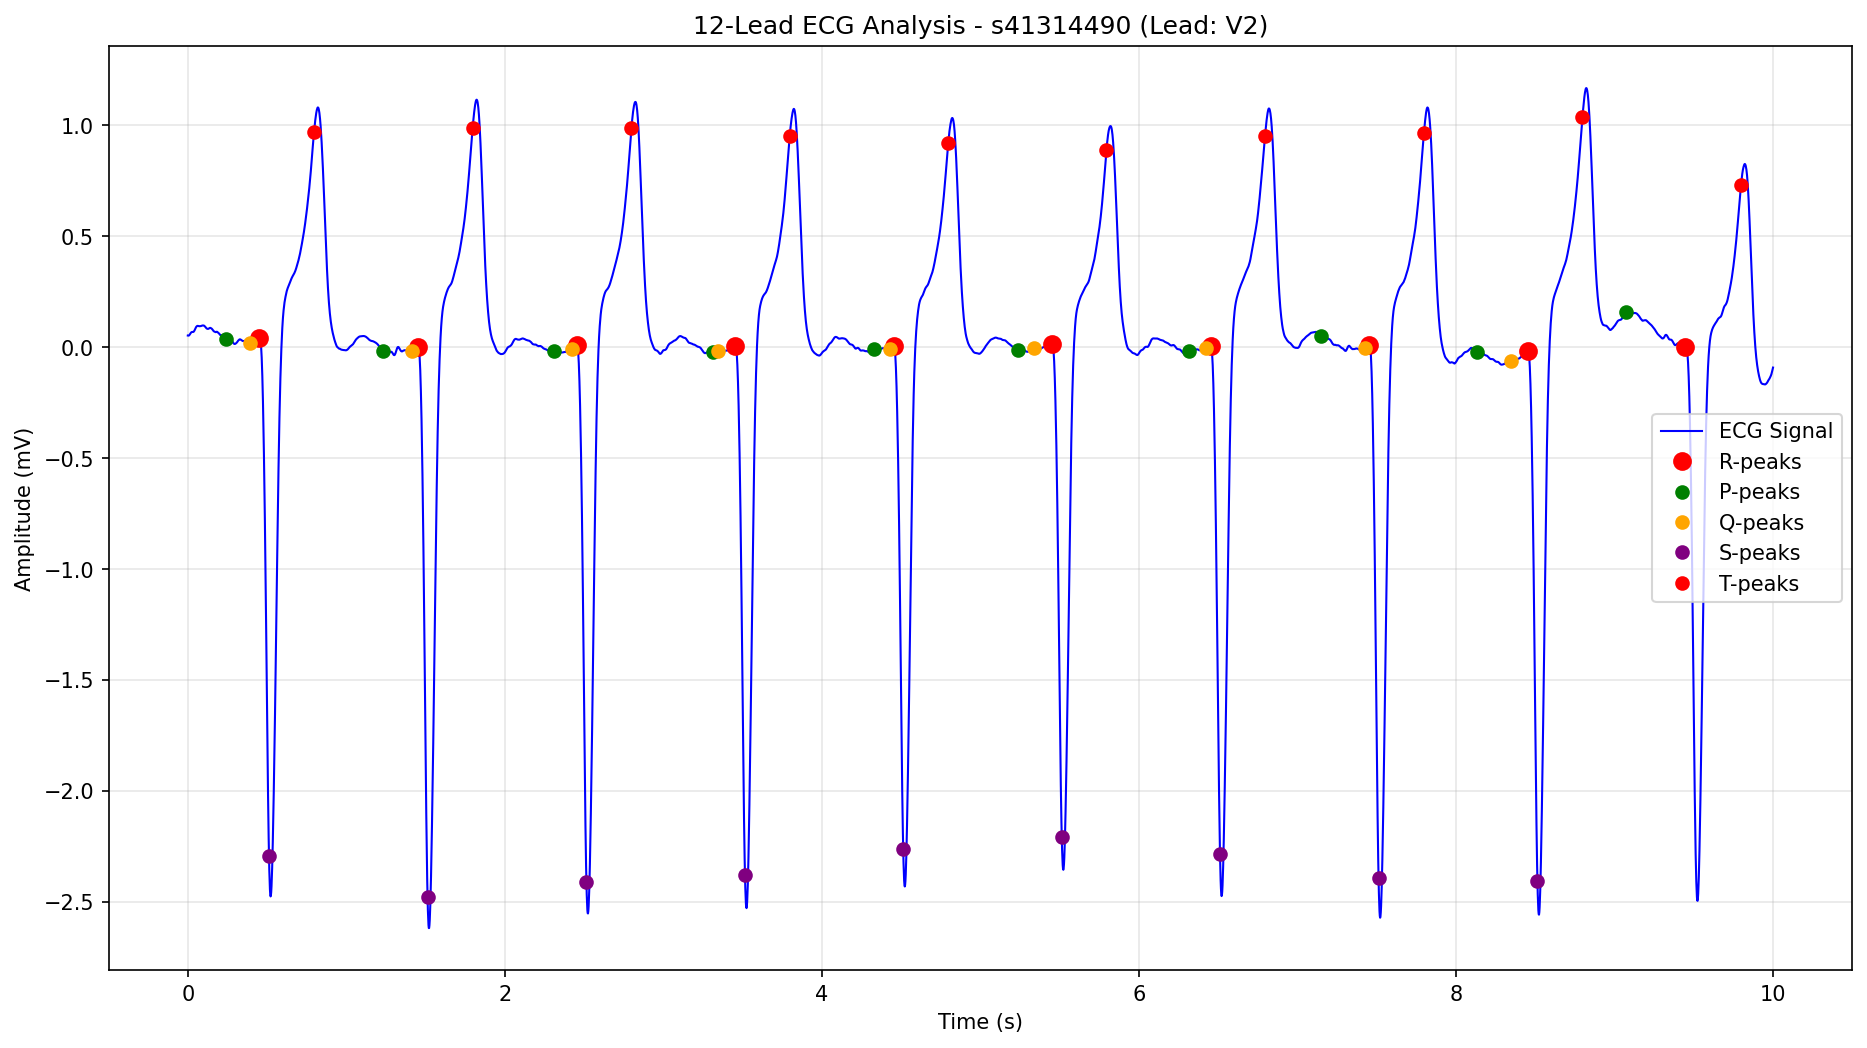 12-Lead ECG Analysis - s41314490 (Lead: V2)
1.0
0.5
0.0
−0.5
−1.0
−1.5
−2.0
−2.5
Amplitude (mV)
ECG Signal
R-peaks
P-peaks
Q-peaks
S-peaks
T-peaks
0 2 4 6 8 10
Time (s)